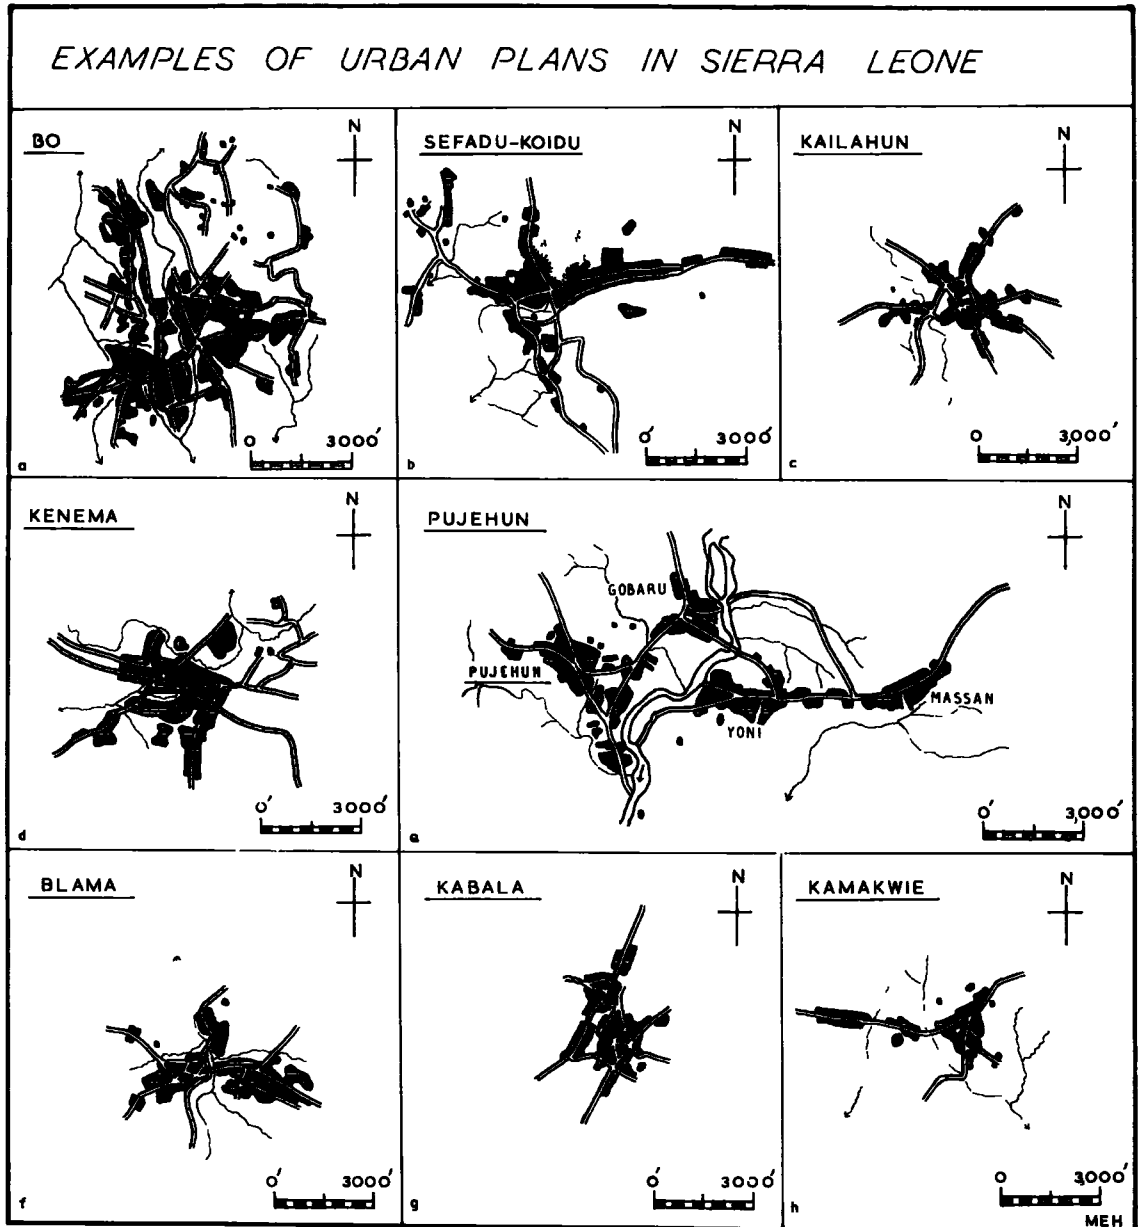 EXAMPLES OF URBAN PLANS IN SIERRA LEONE
BO
N
0 3000'
a
SEFADU-KOIDU
N
0' 3000'
b
KAILAHUN
N
0 3,000'
c
KENEMA
N
0' 3000'
d
PUJEHUN
N
GOBARU
PUJEHUN
MASSAN
YONI
0' 3,000'
e
BLAMA
N
0' 3000'
f
KABALA
N
0' 3000'
g
KAMAKWIE
N
0 3,000'
h
MEH